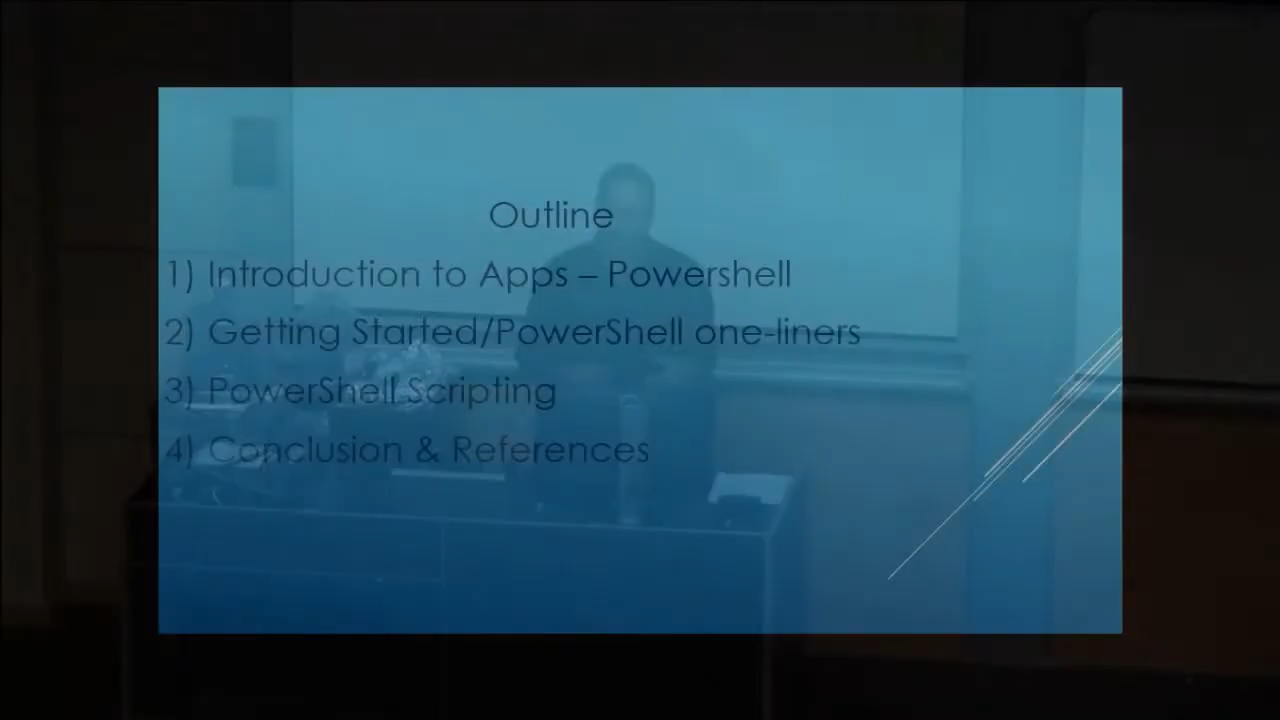 Outline
1) Introduction to Apps – Powershell
2) Getting Started/PowerShell one-liners
3) PowerShell Scripting
4) Conclusion & References